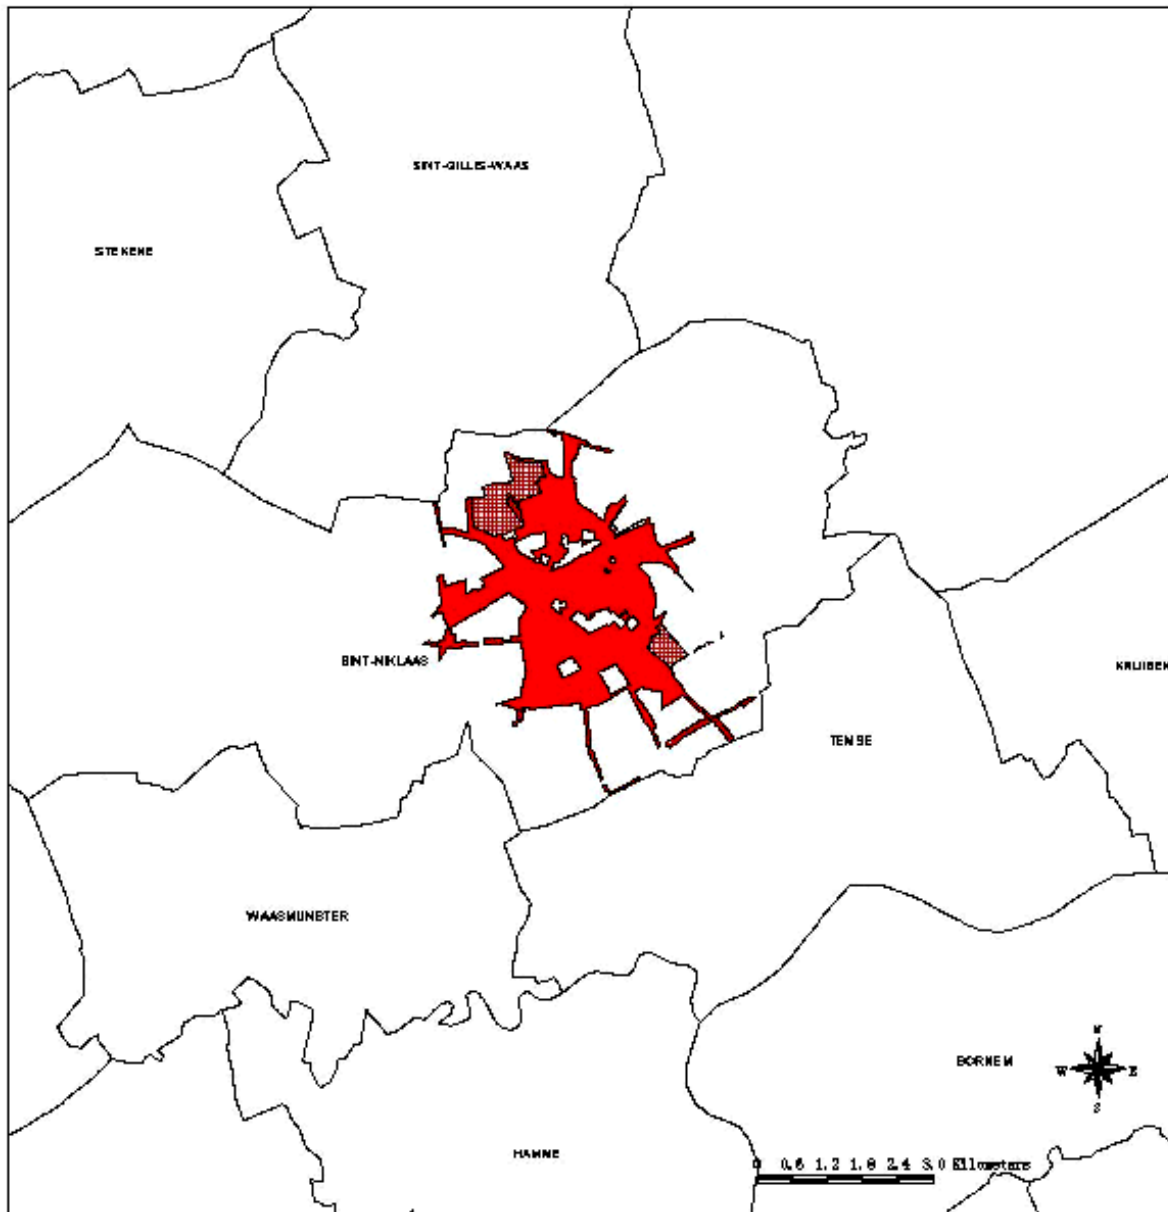 SINT-GILLIS-WAAS
STEKENE
SINT-NIKLAAS
KRUIBEK
TEMSE
WAASMUNSTER
N
BORNEM
W E
S
HAMME
0 0.6 1.2 1.8 2.4 3.0 Kilometers